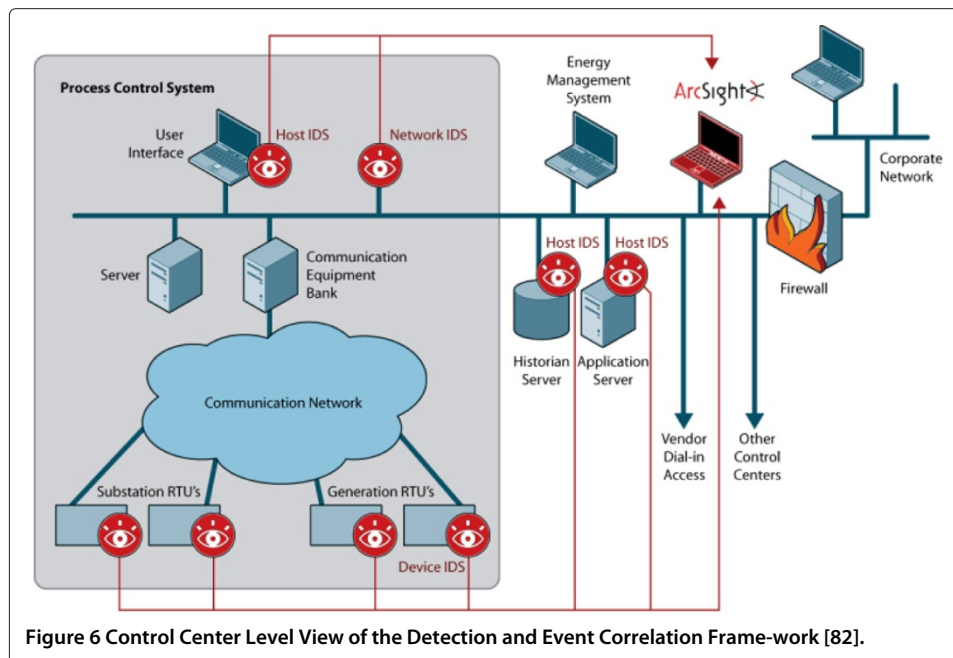 Process Control System
User
Interface
Host IDS
Network IDS
Energy
Management
System
ArcSight
Corporate
Network
Server
Communication
Equipment
Bank
Host IDS
Host IDS
Firewall
Historian
Server
Application
Server
Communication Network
Vendor
Dial-in
Access
Other
Control
Centers
Substation RTU's
Generation RTU's
Device IDS
Figure 6 Control Center Level View of the Detection and Event Correlation Frame-work [82].